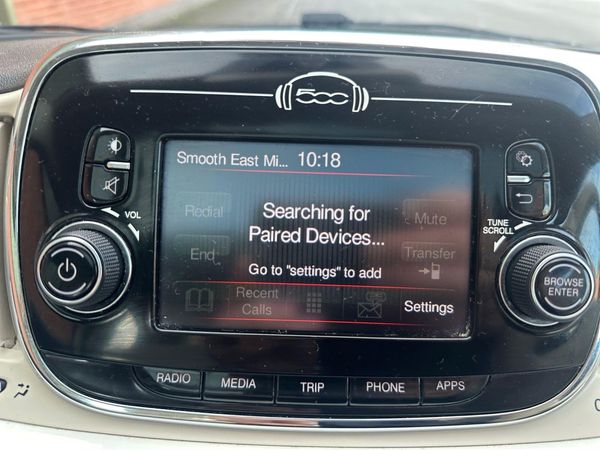 500
Smooth East Mi... 10:18
Redial
Searching for
Paired Devices...
Mute
End
Transfer
Go to "settings" to add
Recent
Calls
Settings
VOL
TUNE
SCROLL
BROWSE
ENTER
RADIO
MEDIA
TRIP
PHONE
APPS